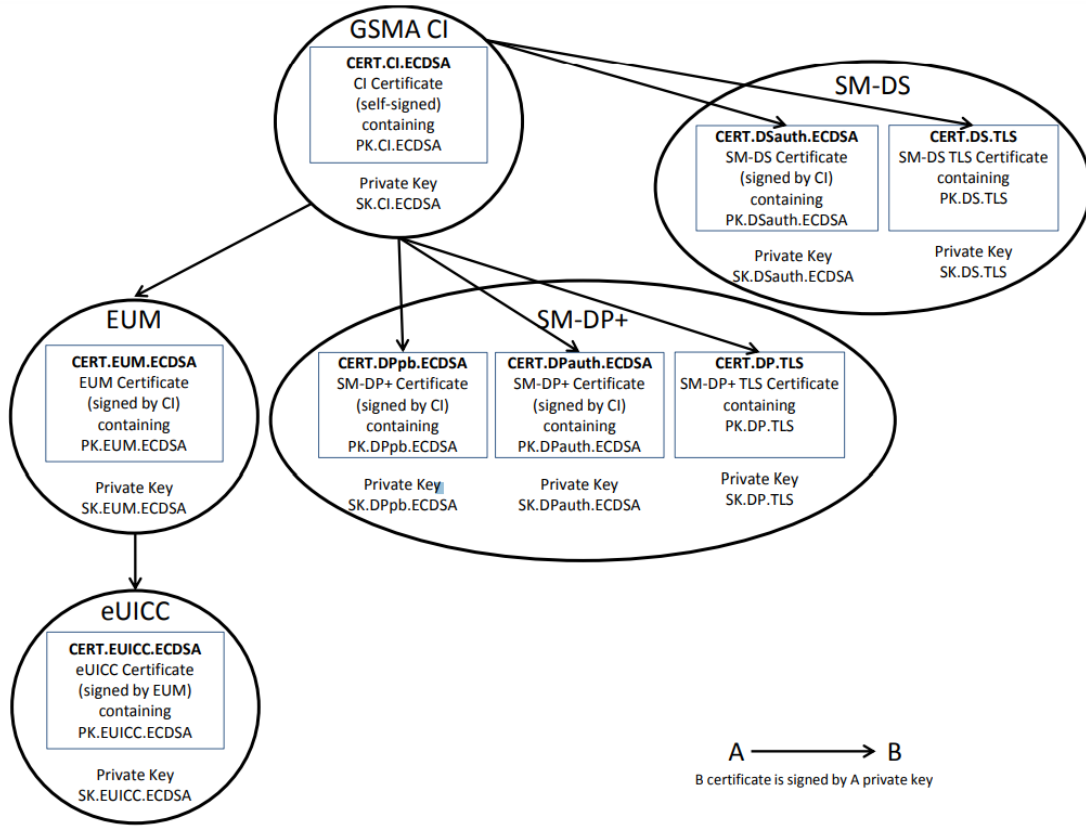 GSMA CI
CERT.CI.ECDSA
CI Certificate
(self-signed)
containing
PK.CI.ECDSA
Private Key
SK.CI.ECDSA
SM-DS
CERT.DSauth.ECDSA
SM-DS Certificate
(signed by CI)
containing
PK.DSauth.ECDSA
Private Key
SK.DSauth.ECDSA
CERT.DS.TLS
SM-DS TLS Certificate
containing
PK.DS.TLS
Private Key
SK.DS.TLS
EUM
CERT.EUM.ECDSA
EUM Certificate
(signed by CI)
containing
PK.EUM.ECDSA
Private Key
SK.EUM.ECDSA
SM-DP+
CERT.DPpb.ECDSA
SM-DP+ Certificate
(signed by CI)
containing
PK.DPpb.ECDSA
Private Key
SK.DPpb.ECDSA
CERT.DPauth.ECDSA
SM-DP+ Certificate
(signed by CI)
containing
PK.DPauth.ECDSA
Private Key
SK.DPauth.ECDSA
CERT.DP.TLS
SM-DP+ TLS Certificate
containing
PK.DP.TLS
Private Key
SK.DP.TLS
eUICC
CERT.EUICC.ECDSA
eUICC Certificate
(signed by EUM)
containing
PK.EUICC.ECDSA
Private Key
SK.EUICC.ECDSA
A B
B certificate is signed by A private key